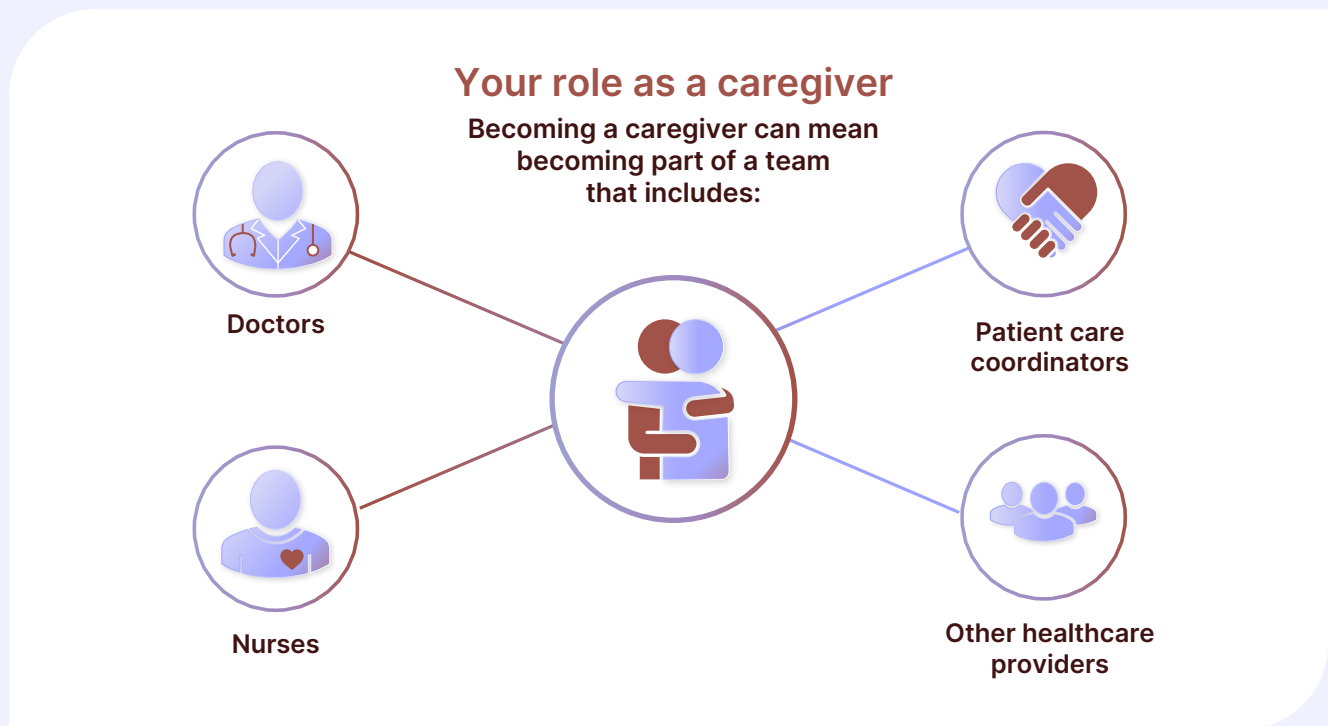 Your role as a caregiver
Becoming a caregiver can mean
becoming part of a team
that includes:
Doctors
Patient care
coordinators
Nurses
Other healthcare
providers